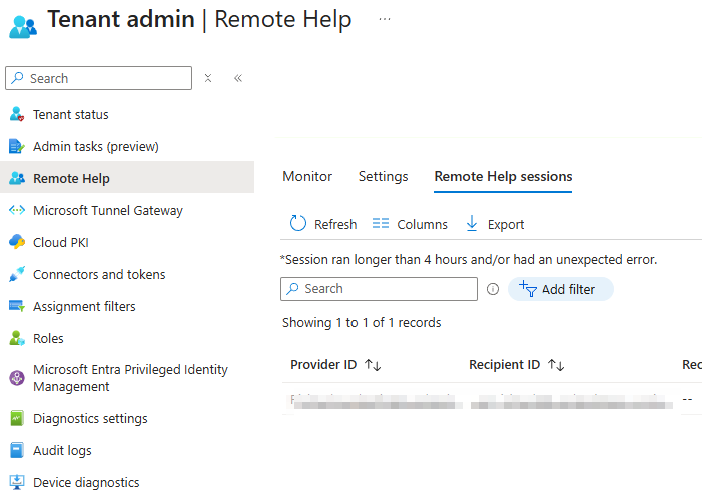 Tenant admin | Remote Help ...
Search
Tenant status
Admin tasks (preview)
Remote Help
Microsoft Tunnel Gateway
Cloud PKI
Connectors and tokens
Assignment filters
Roles
Microsoft Entra Privileged Identity
Management
Diagnostics settings
Audit logs
Device diagnostics
Monitor Settings Remote Help sessions
Refresh Columns Export
*Session ran longer than 4 hours and/or had an unexpected error.
Search Add filter
Showing 1 to 1 of 1 records
Provider ID Recipient ID Rec
--